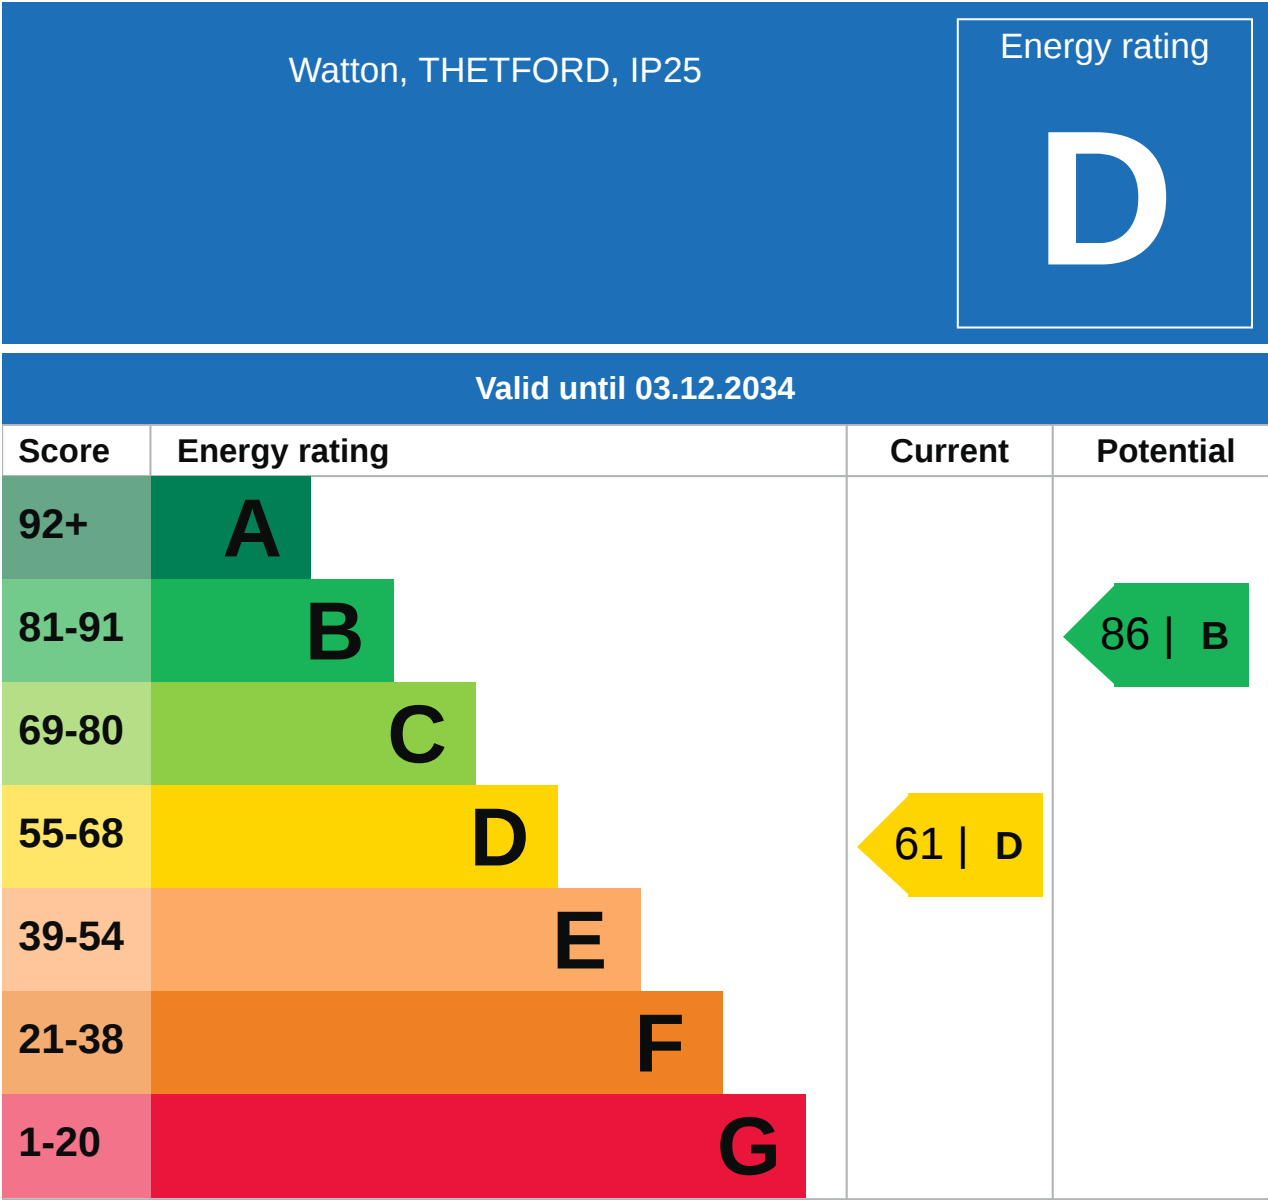 Watton, THETFORD, IP25
Energy rating
D
Valid until 03.12.2034
Score Energy rating Current Potential
92+ A
81-91 B 86 | B
69-80 C
55-68 D 61 | D
39-54 E
21-38 F
1-20 G